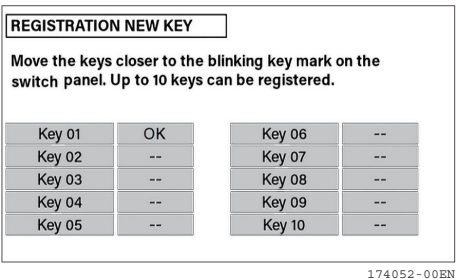 REGISTRATION NEW KEY
Move the keys closer to the blinking key mark on the
switch panel. Up to 10 keys can be registered.
Key 01 OK Key 06 --
Key 02 -- Key 07 --
Key 03 -- Key 08 --
Key 04 -- Key 09 --
Key 05 -- Key 10 --
174052-00EN